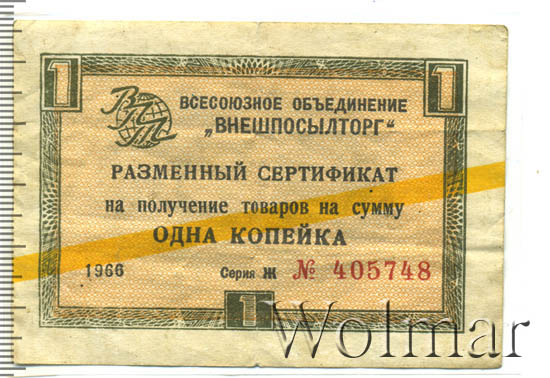 1 1
ВПТ
ВСЕСОЮЗНОЕ ОБЪЕДИНЕНИЕ
„ВНЕШПОСЫЛТОРГ“
РАЗМЕННЫЙ СЕРТИФИКАТ
на получение товаров на сумму
ОДНА КОПЕЙКА
1966 Серия Ж № 405748
1
Wolmar